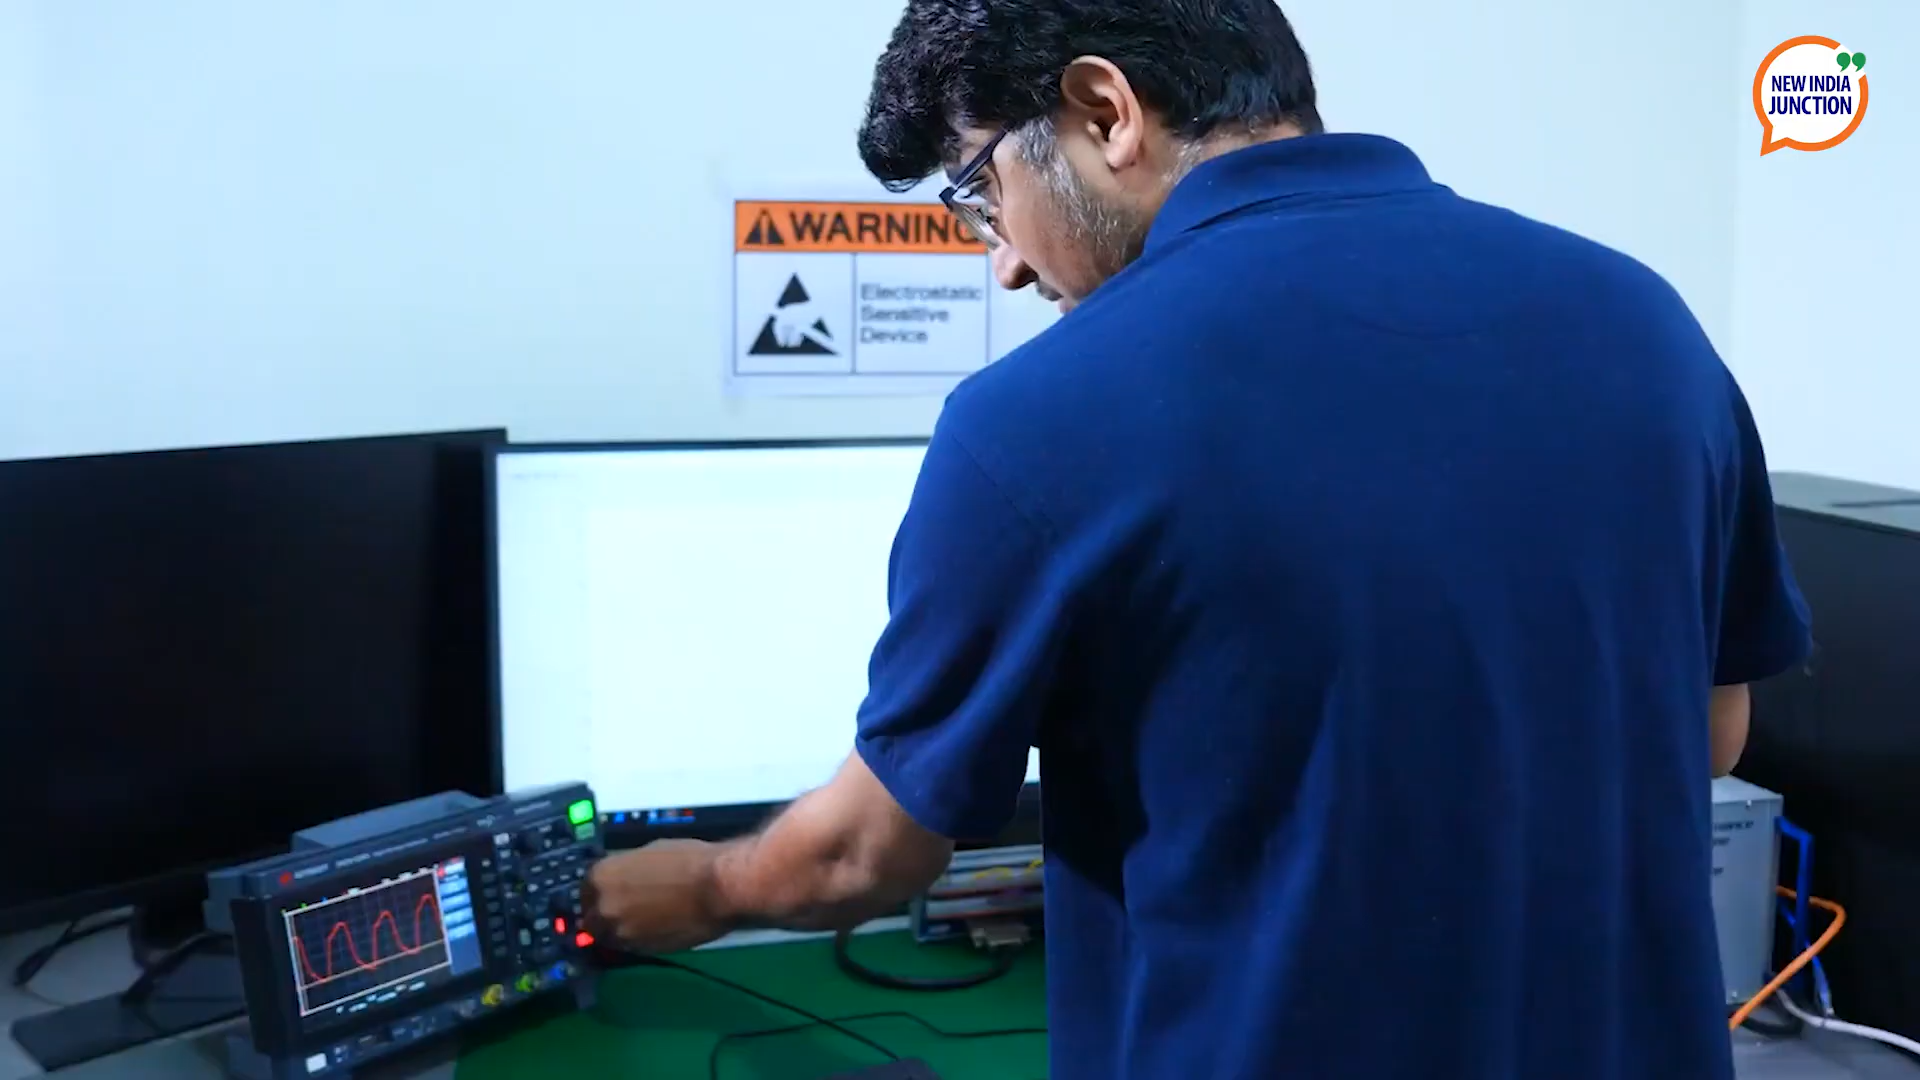 NEW INDIA
JUNCTION
WARNING
Electrostatic
Sensitive
Device